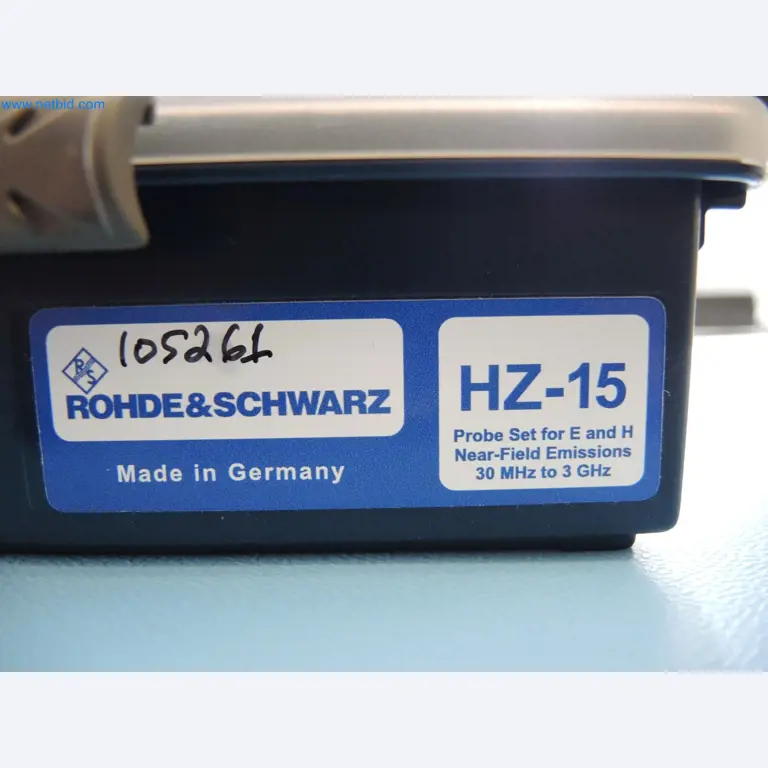 www.netbid.com
105261
R
S
ROHDE&SCHWARZ
Made in Germany
HZ-15
Probe Set for E and H
Near-Field Emissions
30 MHz to 3 GHz